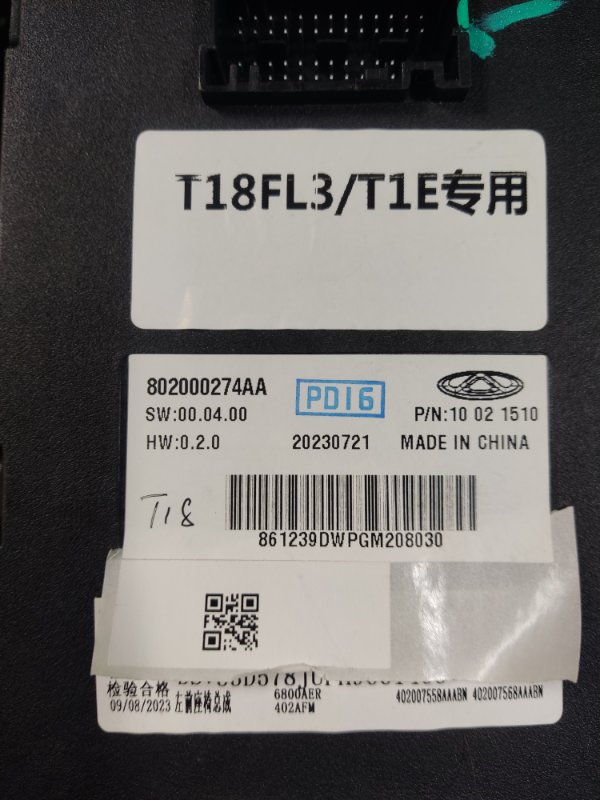 T18FL3/T1E专用
802000274AA
PDI6
SW:00.04.00
P/N:10 02 1510
HW:0.2.0
20230721
MADE IN CHINA
T18
861239DWPGM208030
检验合格
6800AER
402007558AAABN 402007568AAABN
09/08/2023 左前座椅总成
402AFM